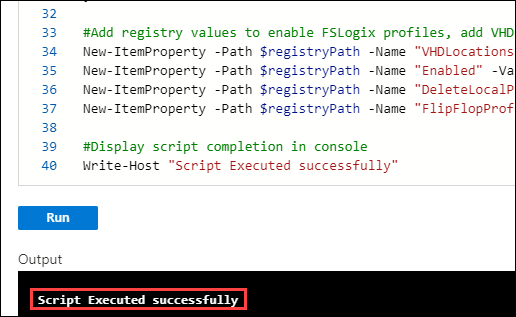 32
33 #Add registry values to enable FSLogix profiles, add VHD
34 New-ItemProperty -Path $registryPath -Name "VHDLocations
35 New-ItemProperty -Path $registryPath -Name "Enabled" -Va
36 New-ItemProperty -Path $registryPath -Name "DeleteLocalP
37 New-ItemProperty -Path $registryPath -Name "FlipFlopProf
38
39 #Display script completion in console
40 Write-Host "Script Executed successfully"
Run
Output
Script Executed successfully